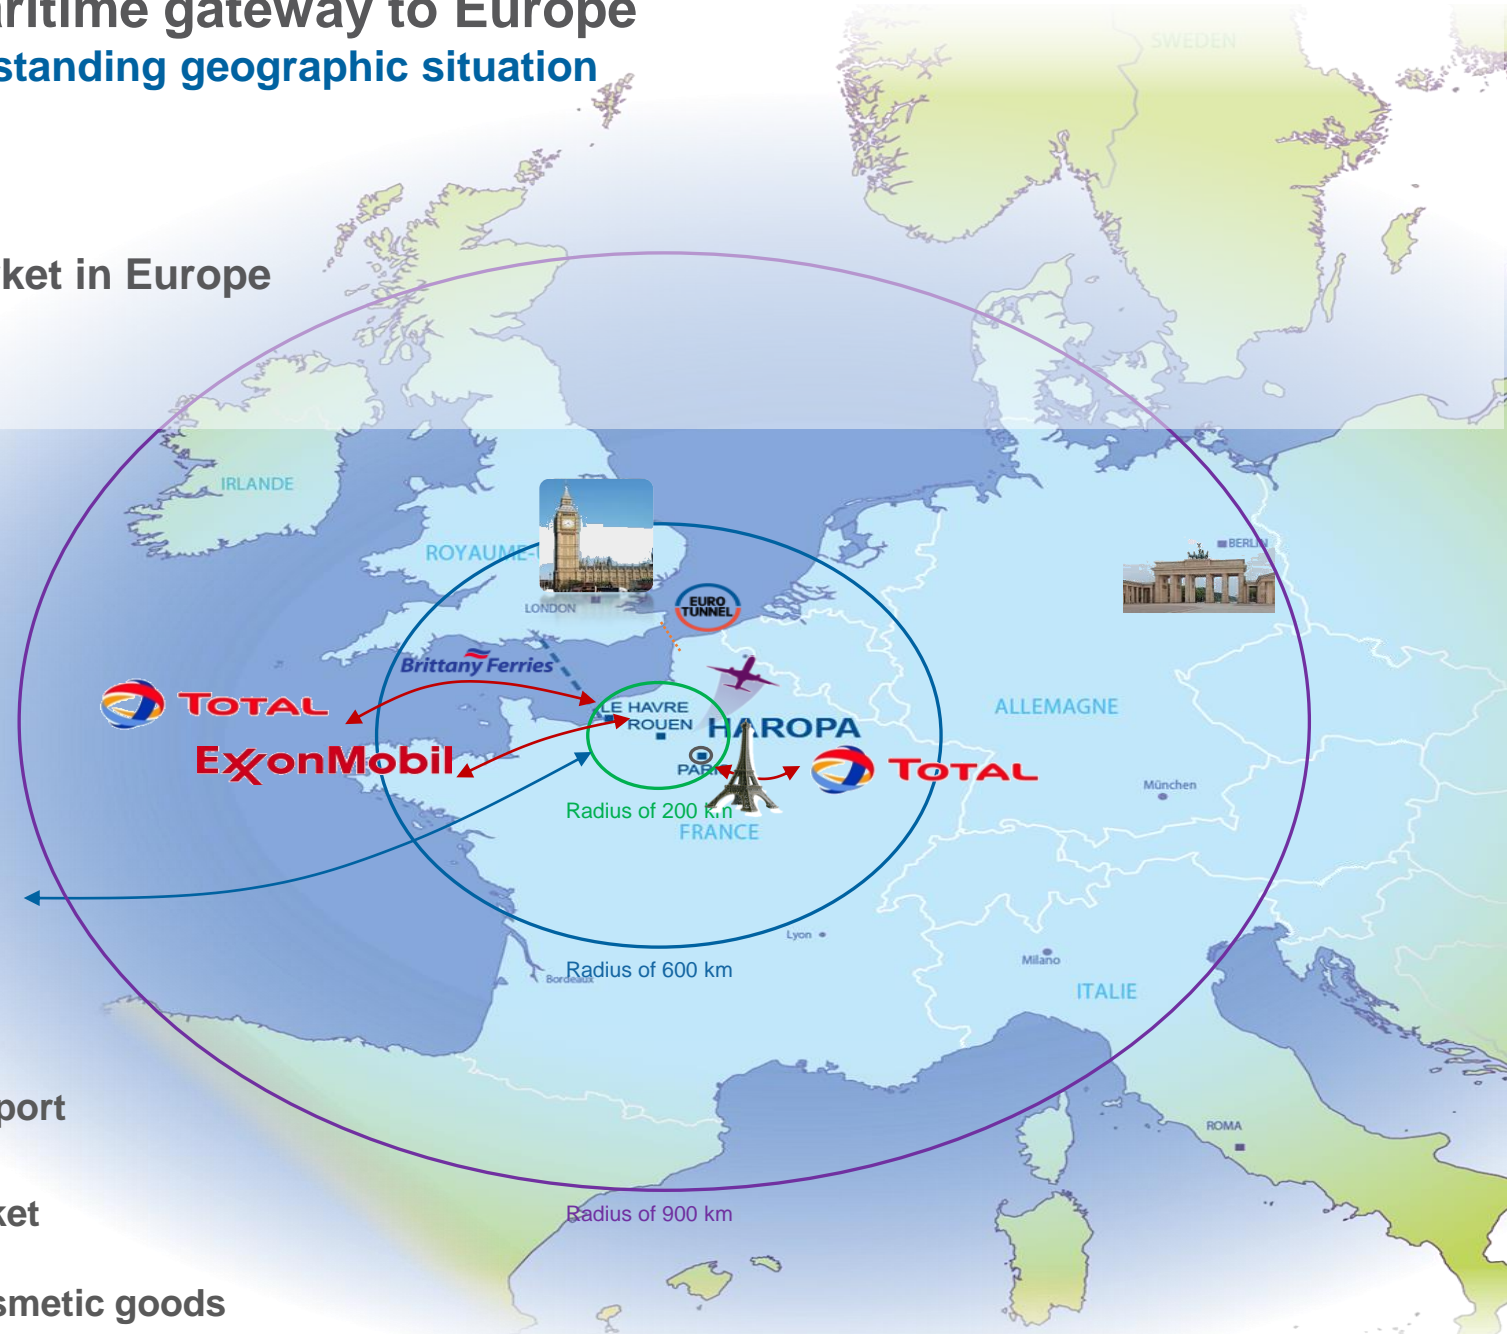 aritime gateway to Europe
standing geographic situation
SWEDEN
ket in Europe
IRLANDE
ROYAUME-U
BERLIN
LONDON
EURO
TUNNEL
Brittany Ferries
TOTAL
LE HAVRE
ROUEN
HAROPA
ALLEMAGNE
ExxonMobil
PARI
TOTAL
München
Radius of 200 km
FRANCE
Lyon
Milano
Radius of 600 km
Bordeaux
ITALIE
port
ROMA
ket
Radius of 900 km
smetic goods